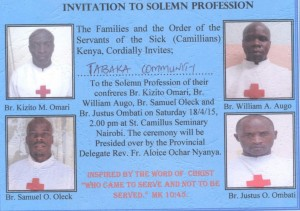 INVITATION TO SOLEMN PROFESSION
The Families and the Order of the
Servants of the Sick (Camillians)
Kenya, Cordially Invites;
TABAKA COMMUNITY
To the Solemn Profession of their
confreres Br. Kizito Omari, Br.
William Augo, Br. Samuel Oleck and
Br. Justus Ombati on Saturday 18/4/15,
2.00 pm at St. Camillus Seminary
Nairobi. The ceremony will be
Presided over by the Provincial
Delegate Rev. Fr. Aloice Ochar Nyanya.
INSPIRED BY THE WORD OF CHRIST
"WHO CAME TO SERVE AND NOT TO BE
SERVED." MK 10:45.
Br. Kizito M. Omari
Br. William A. Augo
Br. Samuel O. Oleck
Br. Justus O. Ombati